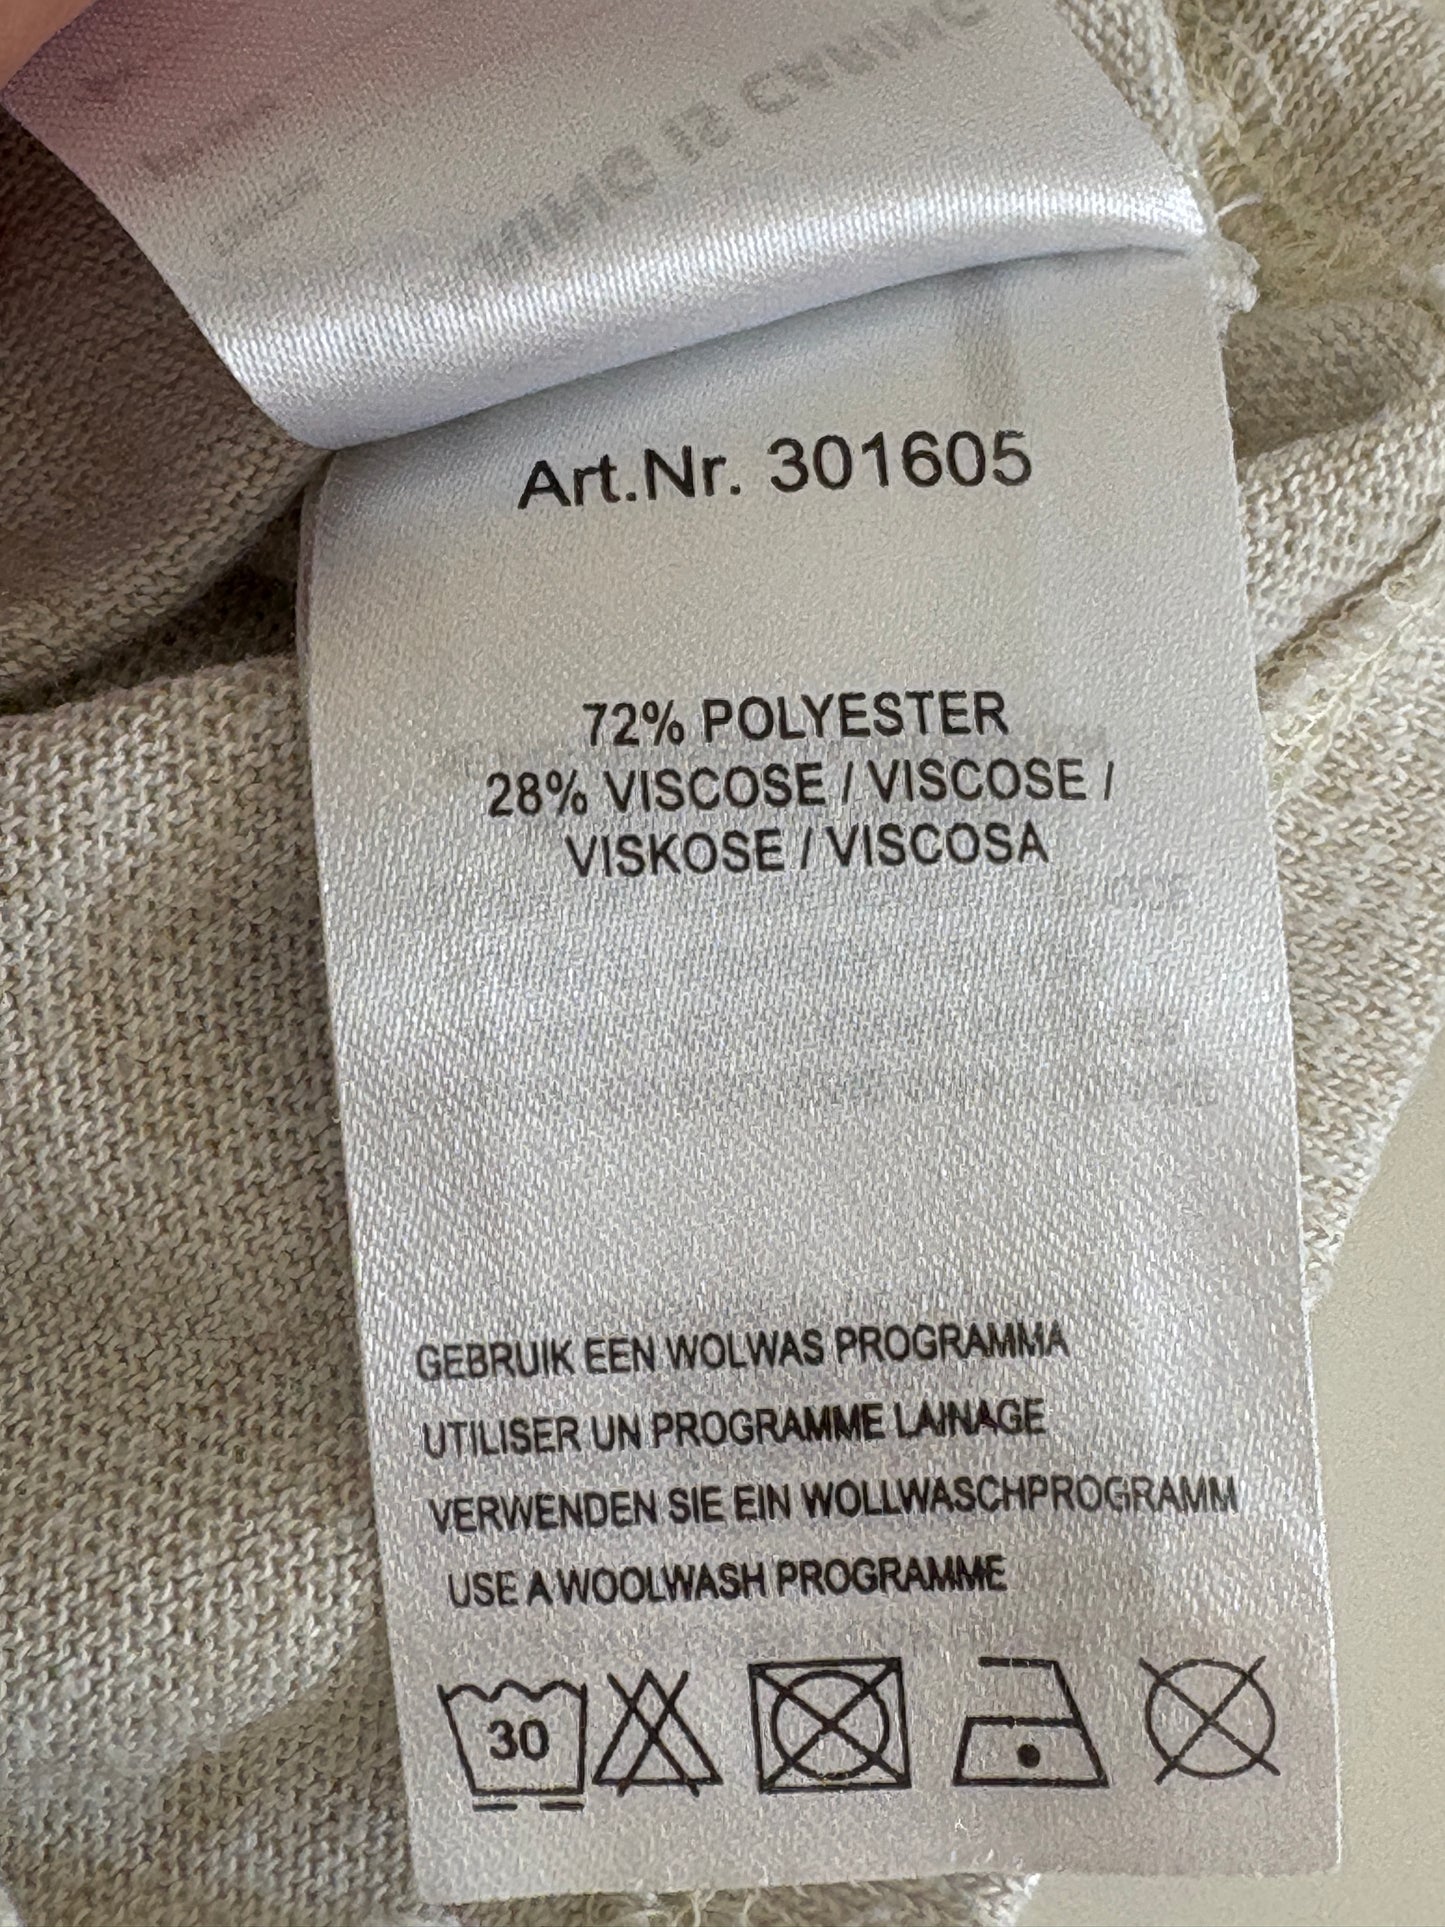 Art.Nr. 301605
72% POLYESTER
28% VISCOSE / VISCOSE /
VISKOSE / VISCOSA
GEBRUIK EEN WOLWAS PROGRAMMA
UTILISER UN PROGRAMME LAINAGE
VERWENDEN SIE EIN WOLLWASCHPROGRAMM
USE A WOOLWASH PROGRAMME
30